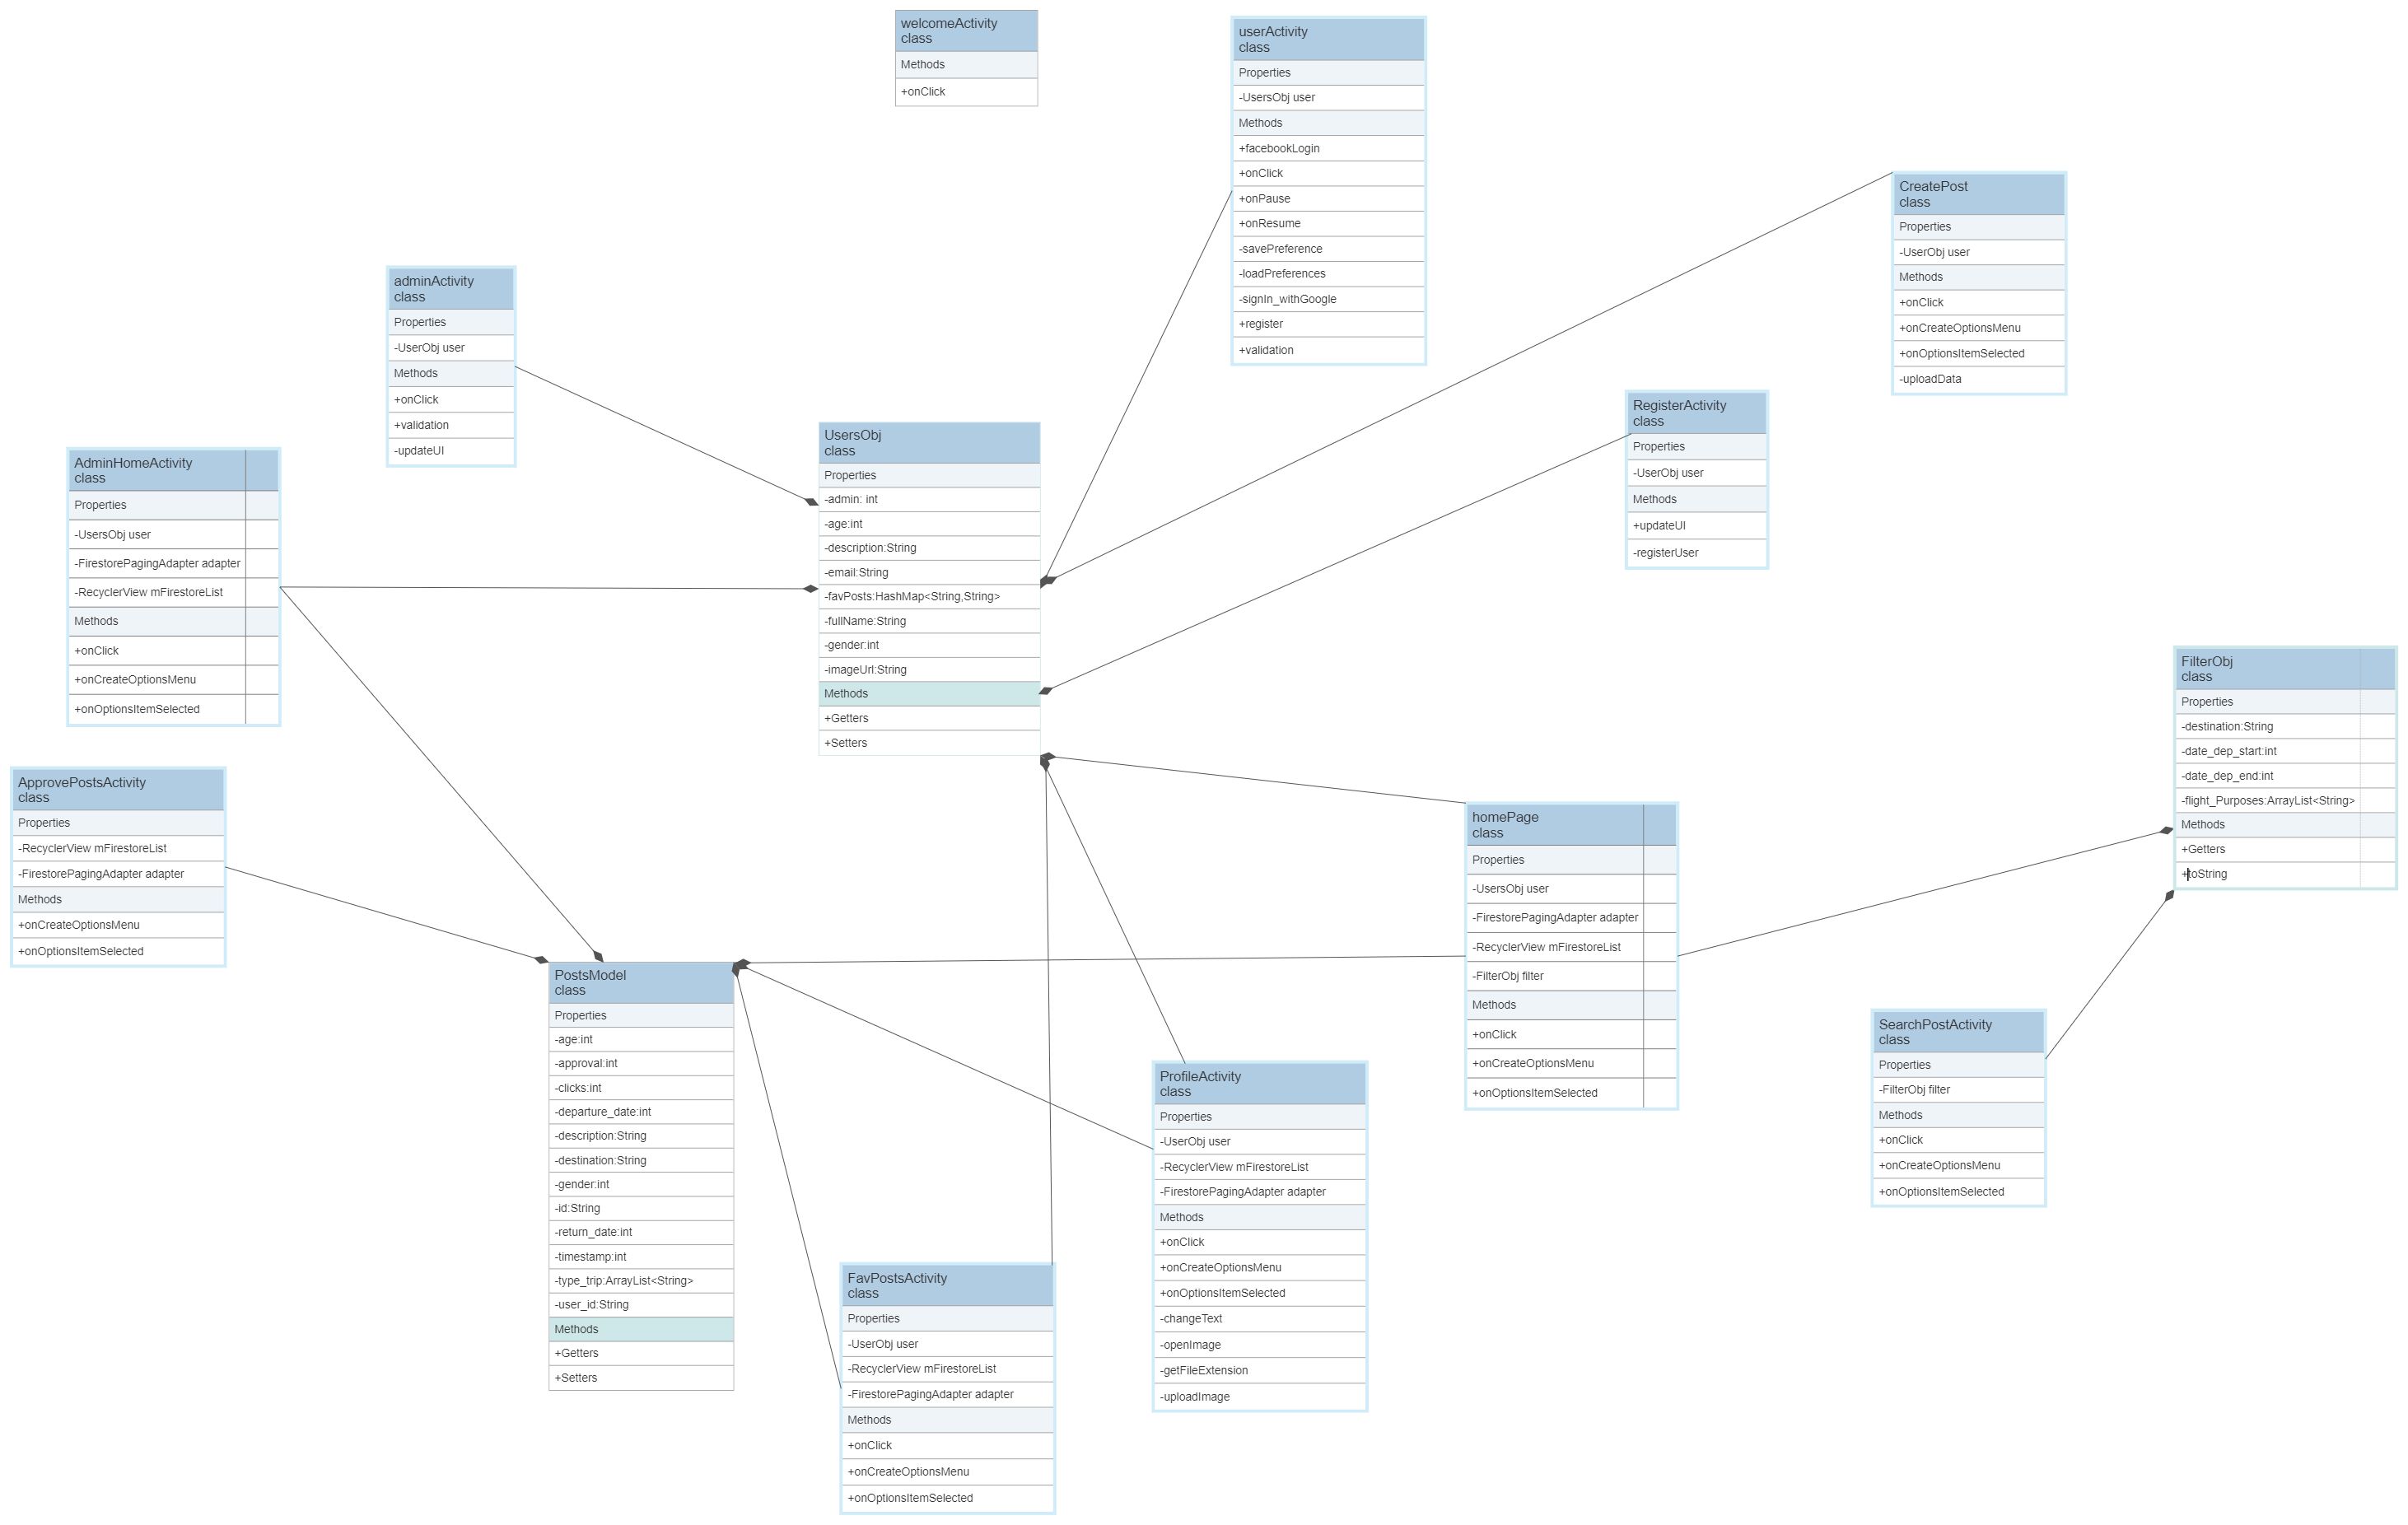 welcomeActivity
class
Methods
+onClick
userActivity
class
Properties
-UsersObj user
Methods
+facebookLogin
+onClick
+onPause
+onResume
-savePreference
-loadPreferences
-signIn_withGoogle
+register
+validation
CreatePost
class
Properties
-UserObj user
Methods
+onClick
+onCreateOptionsMenu
+onOptionsItemSelected
-uploadData
adminActivity
class
Properties
-UserObj user
Methods
+onClick
+validation
-updateUI
RegisterActivity
class
Properties
-UserObj user
Methods
+updateUI
-registerUser
UsersObj
class
Properties
-admin: int
-age:int
-description:String
-email:String
-favPosts:HashMap<String,String>
-fullName:String
-gender:int
-imageUrl:String
Methods
+Getters
+Setters
AdminHomeActivity
class
Properties
-UsersObj user
-FirestorePagingAdapter adapter
-RecyclerView mFirestoreList
Methods
+onClick
+onCreateOptionsMenu
+onOptionsItemSelected
FilterObj
class
Properties
-destination:String
-date_dep_start:int
-date_dep_end:int
-flight_Purposes:ArrayList<String>
Methods
+Getters
+toString
ApprovePostsActivity
class
Properties
-RecyclerView mFirestoreList
-FirestorePagingAdapter adapter
Methods
+onCreateOptionsMenu
+onOptionsItemSelected
homePage
class
Properties
-UsersObj user
-FirestorePagingAdapter adapter
-RecyclerView mFirestoreList
-FilterObj filter
Methods
+onClick
+onCreateOptionsMenu
+onOptionsItemSelected
PostsModel
class
Properties
-age:int
-approval:int
-clicks:int
-departure_date:int
-description:String
-destination:String
-gender:int
-id:String
-return_date:int
-timestamp:int
-type_trip:ArrayList<String>
-user_id:String
Methods
+Getters
+Setters
SearchPostActivity
class
Properties
-FilterObj filter
Methods
+onClick
+onCreateOptionsMenu
+onOptionsItemSelected
ProfileActivity
class
Properties
-UserObj user
-RecyclerView mFirestoreList
-FirestorePagingAdapter adapter
Methods
+onClick
+onCreateOptionsMenu
+onOptionsItemSelected
-changeText
-openImage
-getFileExtension
-uploadImage
FavPostsActivity
class
Properties
-UserObj user
-RecyclerView mFirestoreList
-FirestorePagingAdapter adapter
Methods
+onClick
+onCreateOptionsMenu
+onOptionsItemSelected